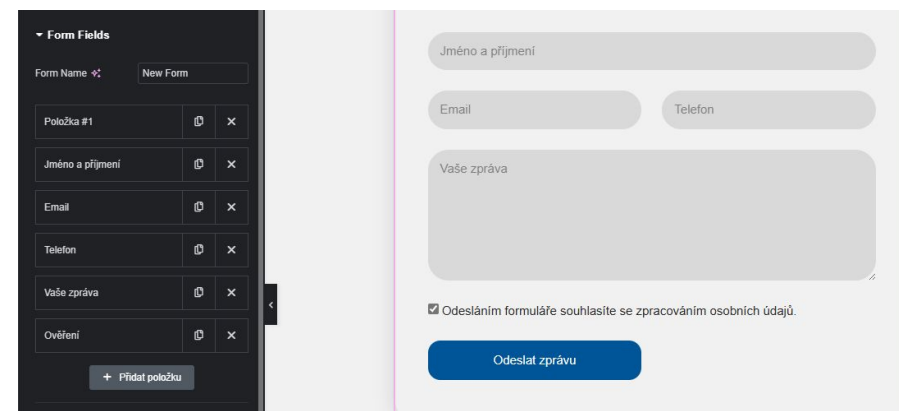 Form Fields
Form Name
New Form
Položka #1
Jméno a příjmení
Email
Telefon
Vaše zpráva
Ověření
+ Přidat položku
Jméno a příjmení
Email
Telefon
Vaše zpráva
Odesláním formuláře souhlasíte se zpracováním osobních údajů.
Odeslat zprávu